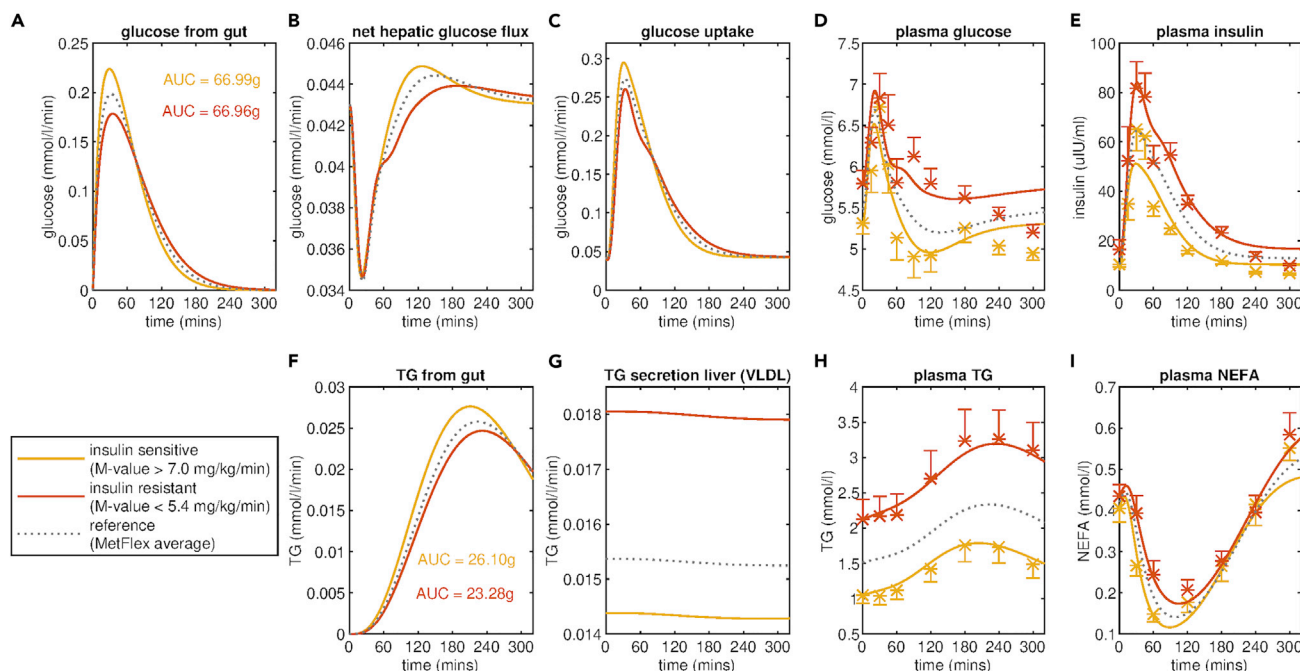 A
glucose from gut
glucose (mmol/l/min)
0.25
0.2
0.15
0.1
0.05
0
AUC = 66.99g
AUC = 66.96g
0 60 120 180 240 300
time (mins)
B
net hepatic glucose flux
glucose (mmol/l/min)
0.046
0.044
0.042
0.04
0.038
0.036
0.034
0 60 120 180 240 300
time (mins)
C
glucose uptake
glucose (mmol/l/min)
0.3
0.25
0.2
0.15
0.1
0.05
0
0 60 120 180 240 300
time (mins)
D
plasma glucose
glucose (mmol/l)
7.5
7
6.5
6
5.5
5
4.5
0 60 120 180 240 300
time (mins)
E
plasma insulin
insulin (uIU/ml)
100
80
60
40
20
0
0 60 120 180 240 300
time (mins)
insulin sensitive
(M-value > 7.0 mg/kg/min)
insulin resistant
(M-value < 5.4 mg/kg/min)
reference
(MetFlex average)
F
TG from gut
TG (mmol/l/min)
0.03
0.025
0.02
0.015
0.01
0.005
0
AUC = 26.10g
AUC = 23.28g
0 60 120 180 240 300
time (mins)
G
TG secretion liver (VLDL)
TG (mmol/l/min)
0.018
0.017
0.016
0.015
0.014
0 60 120 180 240 300
time (mins)
H
plasma TG
TG (mmol/l)
4
3.5
3
2.5
2
1.5
1
0.5
0 60 120 180 240 300
time (mins)
I
plasma NEFA
NEFA (mmol/l)
0.7
0.6
0.5
0.4
0.3
0.2
0.1
0 60 120 180 240 300
time (mins)